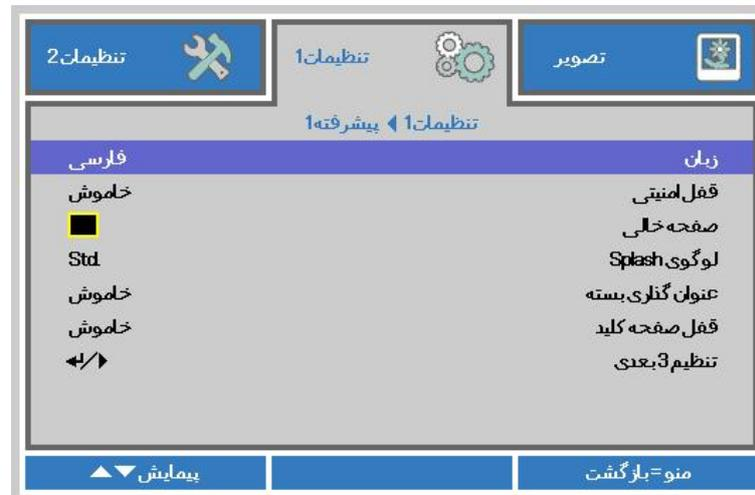 تصویر
تنظیمات1
تنظیمات2
تنظیمات1 پیشرفته1
زبان فارسی
قفل امنیتی خاموش
صفحه خالی
لوگوی Splash Std.
عنوان گذاری بسته خاموش
قفل صفحه کلید خاموش
تنظیم 3 بعدی
منو=بازگشت
پیمایش